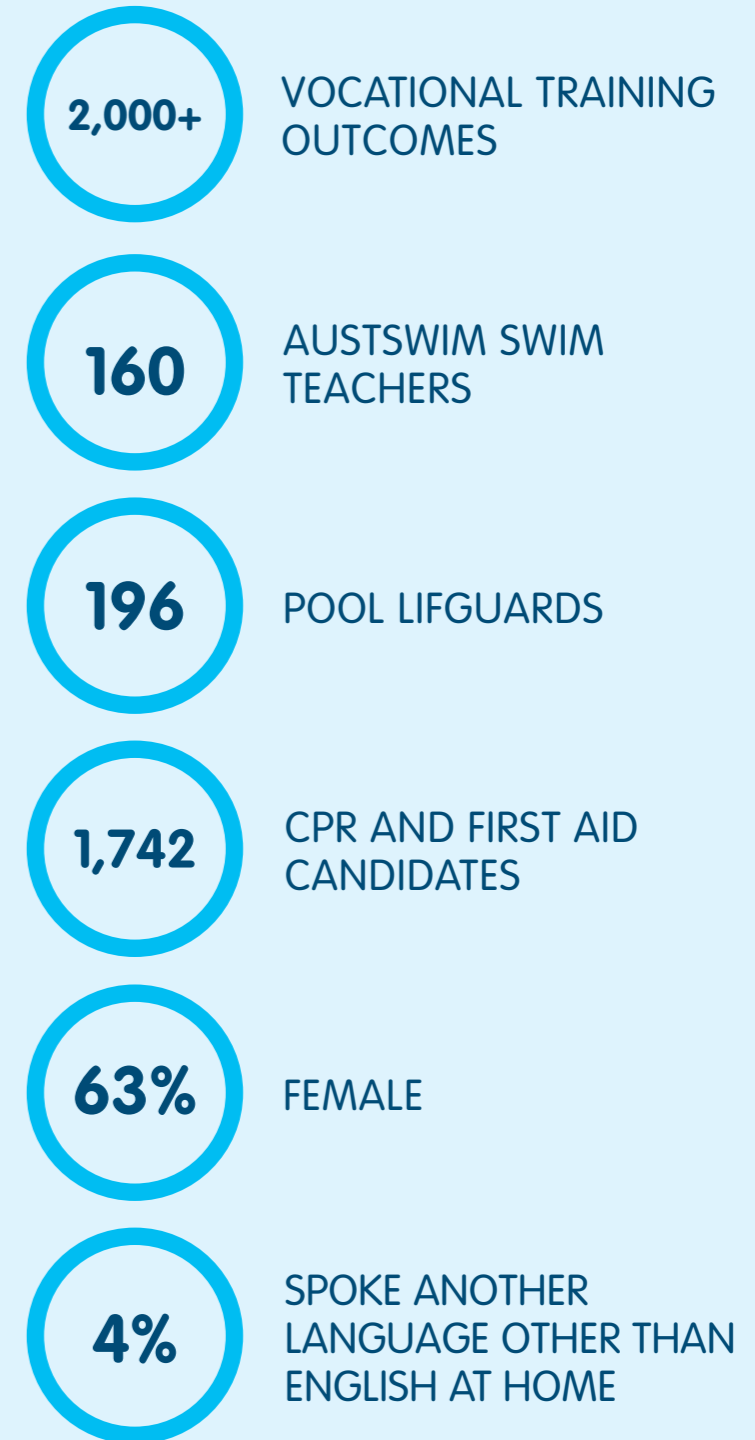 2,000+
VOCATIONAL TRAINING
OUTCOMES
160
AUSTSWIM SWIM
TEACHERS
196
POOL LIFGUARDS
1,742
CPR AND FIRST AID
CANDIDATES
63%
FEMALE
4%
SPOKE ANOTHER
LANGUAGE OTHER THAN
ENGLISH AT HOME